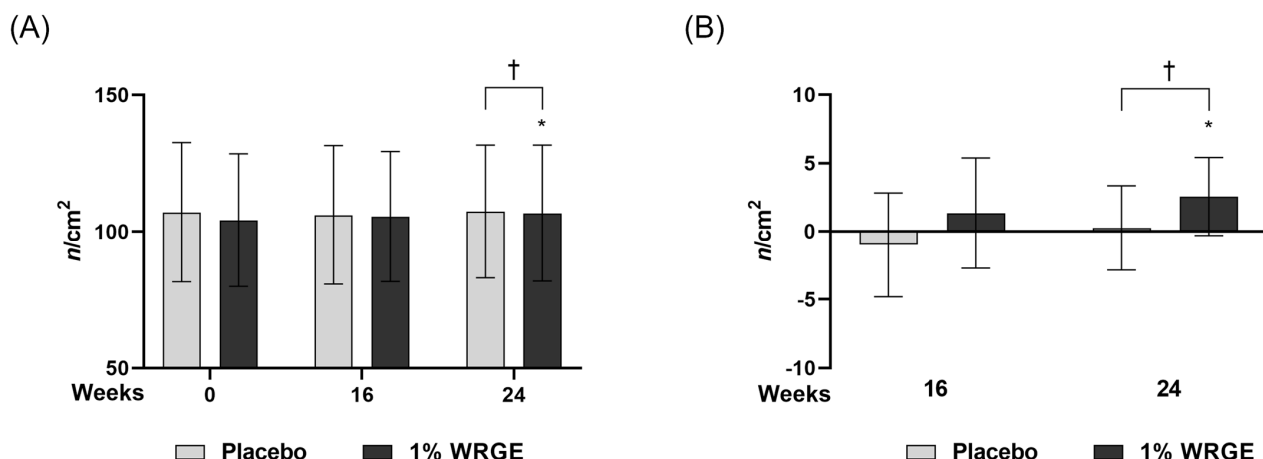 (A)
n/cm²
150
100
50
†
*
Weeks
0 16 24
Placebo 1% WRGE
(B)
n/cm²
10
5
0
-5
-10
†
*
Weeks
16 24
Placebo 1% WRGE